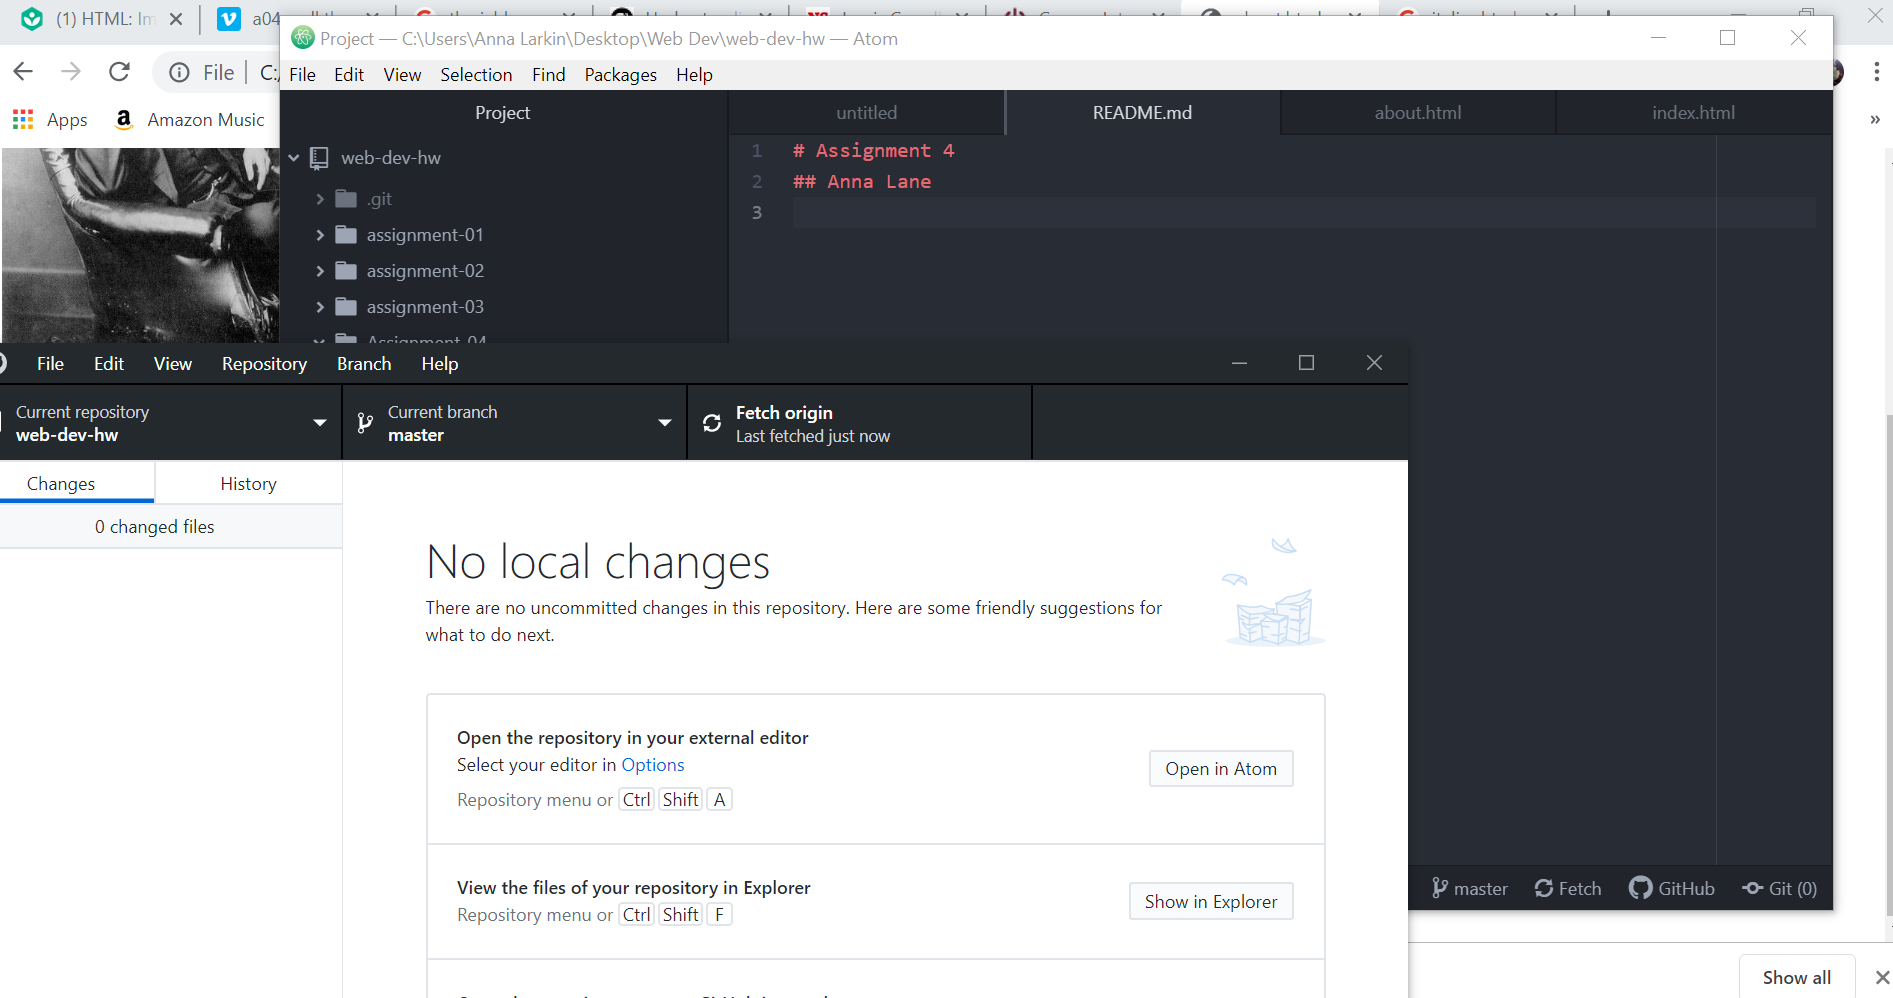 (1) HTML: Im
a04
Project — C:\Users\Anna Larkin\Desktop\Web Dev\web-dev-hw — Atom
File C:
File Edit View Selection Find Packages Help
Apps Amazon Music »
Project
untitled README.md about.html index.html
web-dev-hw
.git
assignment-01
assignment-02
assignment-03
Assignment-04
1 # Assignment 4
2 ## Anna Lane
3
File Edit View Repository Branch Help
Current repository
web-dev-hw
Current branch
master
Fetch origin
Last fetched just now
Changes History
0 changed files
No local changes
There are no uncommitted changes in this repository. Here are some friendly suggestions for
what to do next.
Open the repository in your external editor
Select your editor in Options
Repository menu or Ctrl Shift A
Open in Atom
View the files of your repository in Explorer
Repository menu or Ctrl Shift F
Show in Explorer
master Fetch GitHub Git (0)
Show all